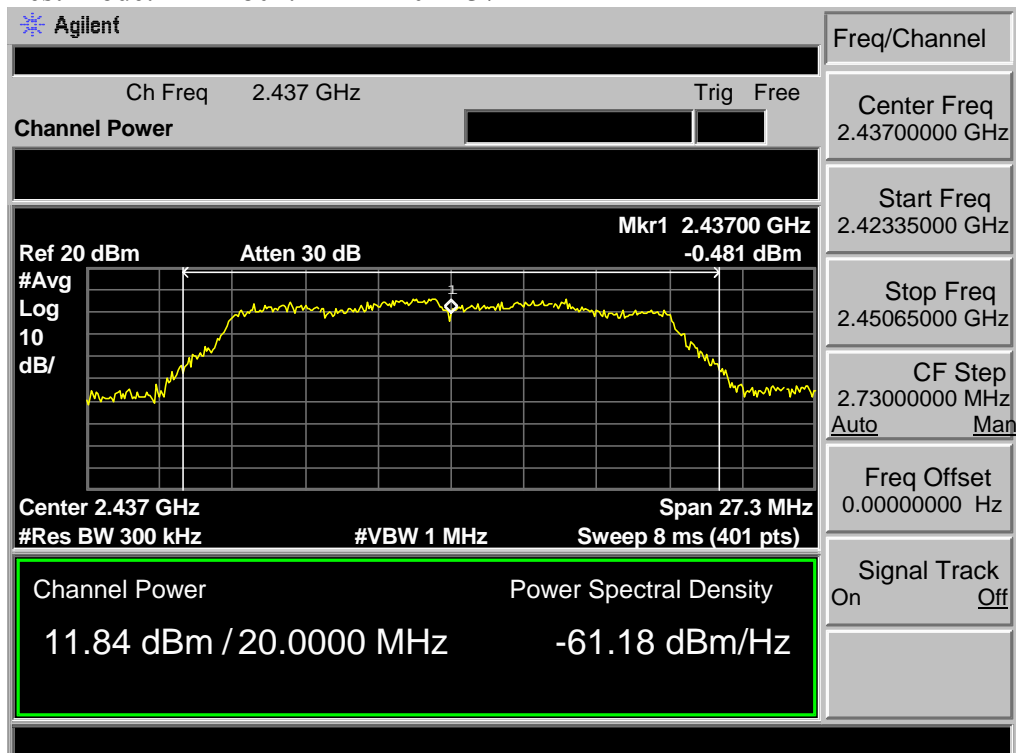 Agilent
Freq/Channel
Ch Freq 2.437 GHz Trig Free
Channel Power
Center Freq
2.43700000 GHz
Start Freq
2.42335000 GHz
Stop Freq
2.45065000 GHz
CF Step
2.73000000 MHz
Auto Man
Freq Offset
0.00000000 Hz
Signal Track
On Off
Mkr1 2.43700 GHz
Ref 20 dBm Atten 30 dB -0.481 dBm
#Avg
Log
10
dB/
1
Center 2.437 GHz Span 27.3 MHz
#Res BW 300 kHz #VBW 1 MHz Sweep 8 ms (401 pts)
Channel Power Power Spectral Density
11.84 dBm / 20.0000 MHz -61.18 dBm/Hz